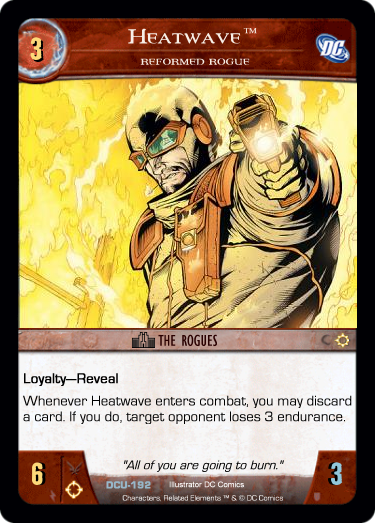 3
HEATWAVE™
REFORMED ROGUE
DC
THE ROGUES
Loyalty—Reveal
Whenever Heatwave enters combat, you may discard
a card. If you do, target opponent loses 3 endurance.
6
"All of you are going to burn."
3
DCU-192 Illustrator DC Comics
Characters, Related Elements ™ & © DC Comics